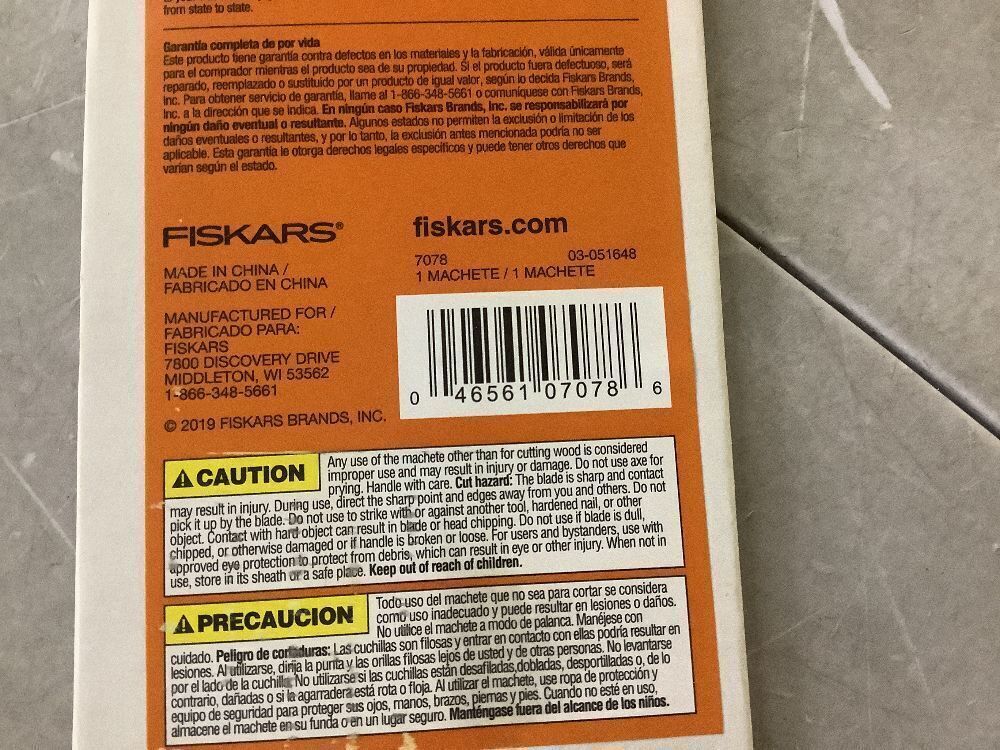 from state to state.
Garantía completa de por vida
Este producto tiene garantía contra defectos en los materiales y la fabricación, válida únicamente
para el comprador mientras el producto sea de su propiedad. Si el producto fuera defectuoso, será
reparado, reemplazado o sustituido por un producto de igual valor, según lo decida Fiskars Brands,
Inc. Para obtener servicio de garantía, llame al 1-866-348-5661 o comuníquese con Fiskars Brands,
Inc. a la dirección que se indica. En ningún caso Fiskars Brands, Inc. se responsabilizará por
ningún daño eventual o resultante. Algunos estados no permiten la exclusión o limitación de los
daños eventuales o resultantes, y por lo tanto, la exclusión antes mencionada podría no ser
aplicable. Esta garantía le otorga derechos legales específicos y puede tener otros derechos que
varían según el estado.
FISKARS®
MADE IN CHINA /
FABRICADO EN CHINA
MANUFACTURED FOR /
FABRICADO PARA:
FISKARS
7800 DISCOVERY DRIVE
MIDDLETON, WI 53562
1-866-348-5661
© 2019 FISKARS BRANDS, INC.
fiskars.com
7078 03-051648
1 MACHETE / 1 MACHETE
0 46561 07078 6
CAUTION
Any use of the machete other than for cutting wood is considered
improper use and may result in injury or damage. Do not use axe for
prying. Handle with care. Cut hazard: The blade is sharp and contact
may result in injury. During use, direct the sharp point and edges away from you and others. Do not
pick it up by the blade. Do not use to strike with or against another tool, hardened nail, or other
object. Contact with hard object can result in blade or head chipping. Do not use if blade is dull,
chipped, or otherwise damaged or if handle is broken or loose. For users and bystanders, use with
approved eye protection to protect from debris, which can result in eye or other injury. When not in
use, store in its sheath or a safe place. Keep out of reach of children.
PRECAUCION
Todo uso del machete que no sea para cortar se considera
como uso inadecuado y puede resultar en lesiones o daños.
No utilice el machete a modo de palanca. Manéjese con
cuidado. Peligro de cortaduras: Las cuchillas son filosas y entrar en contacto con ellas podría resultar en
lesiones. Al utilizarse, dirija la punta y las orillas filosas lejos de usted y de otras personas. No levantarse
por el lado de la cuchilla. No utilizarse si las cuchillas están desafiladas,dobladas, desportilladas o, de lo
contrario, dañadas o si la agarradera está rota o floja. Al utilizar el machete, use ropa de protección y
equipo de seguridad para proteger sus ojos, manos, brazos, piernas y pies. Cuando no esté en uso,
almacene el machete en su funda o en un lugar seguro. Manténgase fuera del alcance de los niños.